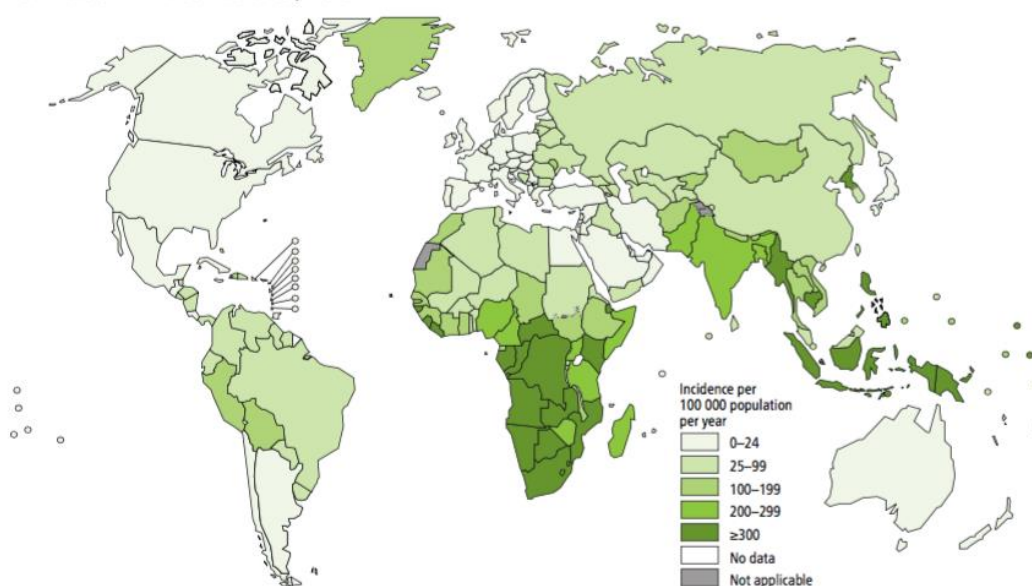 Incidence per
100 000 population
per year
0–24
25–99
100–199
200–299
≥300
No data
Not applicable